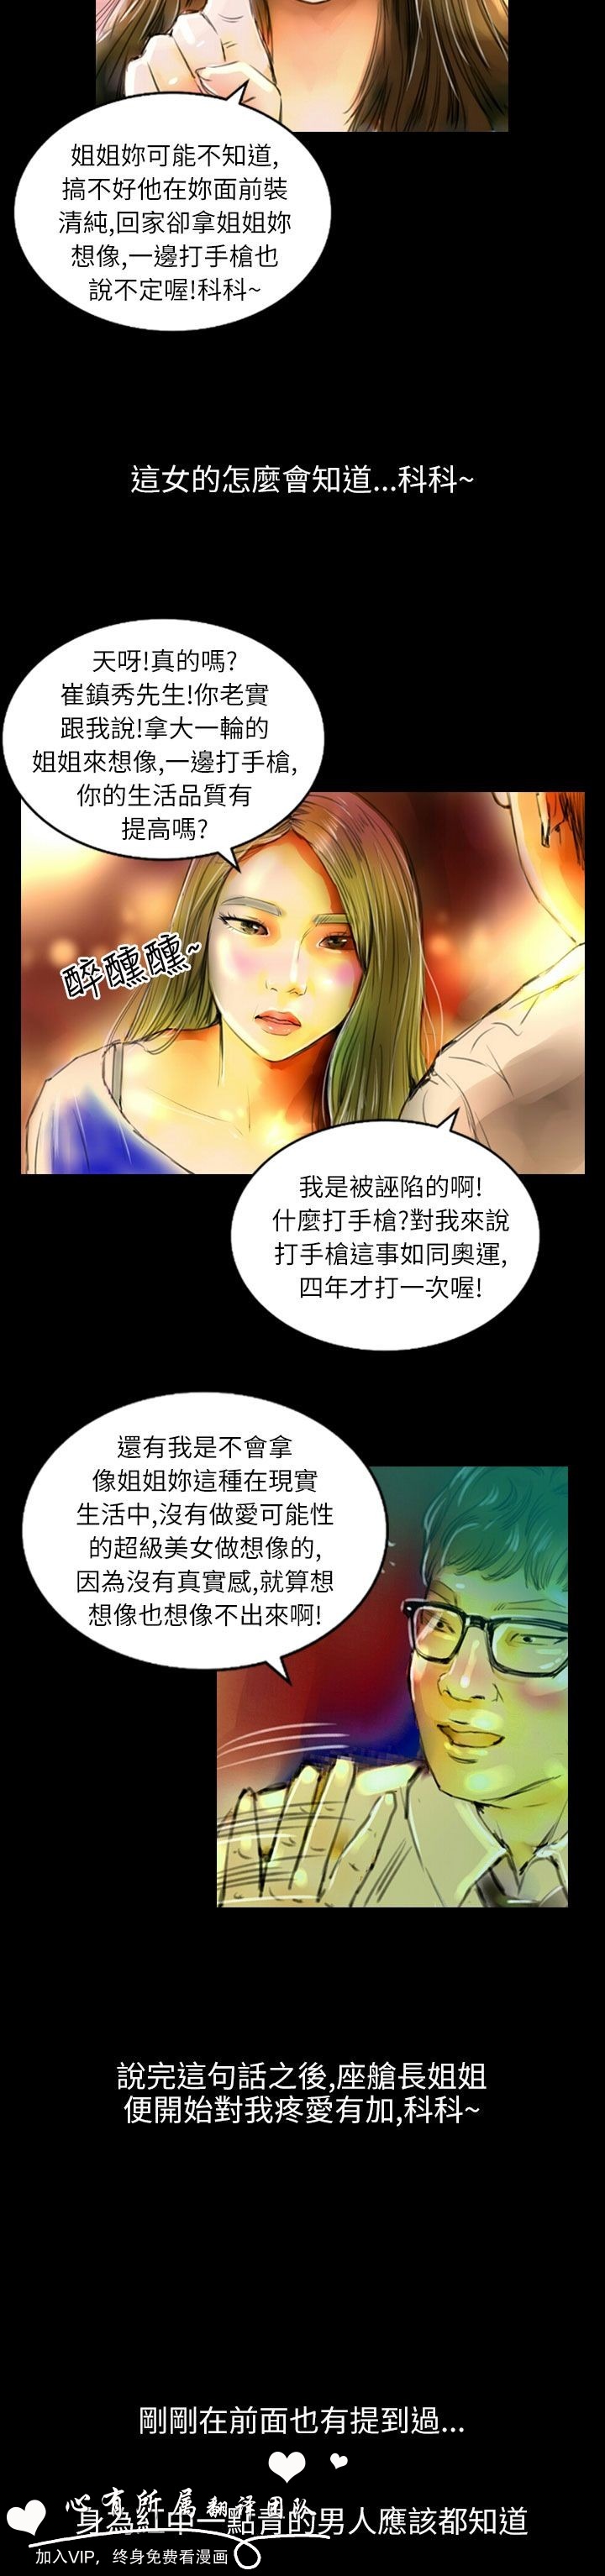 姐姐妳可能不知道,
搞不好他在妳面前裝
清純,回家卻拿姐姐妳
想像,一邊打手槍也
說不定喔!科科~
這女的怎麼會知道...科科~
天呀!真的嗎?
崔鎮秀先生!你老實
跟我說!拿大一輪的
姐姐來想像,一邊打手槍,
你的生活品質有
提高嗎?
醉醺醺~
我是被誣陷的啊!
什麼打手槍?對我來說
打手槍這事如同奧運,
四年才打一次喔!
還有我是不會拿
像姐姐妳這種在現實
生活中,沒有做愛可能性
的超級美女做想像的,
因為沒有真實感,就算想
想像也想像不出來啊!
說完這句話之後,座艙長姐姐
便開始對我疼愛有加,科科~
剛剛在前面也有提到過...
心有所属翻译团队
身為紅中一點青的男人應該都知道
加入VIP，终身免费看漫画